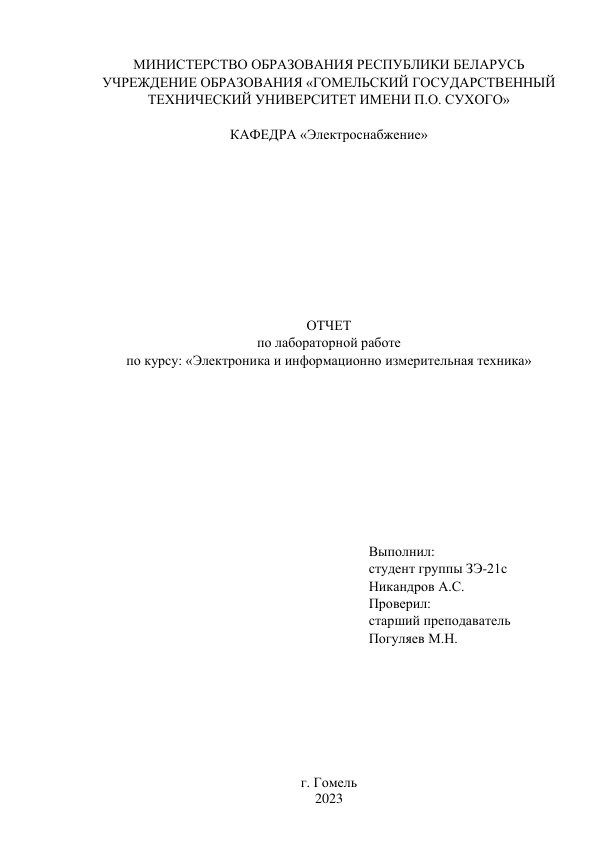 МИНИСТЕРСТВО ОБРАЗОВАНИЯ РЕСПУБЛИКИ БЕЛАРУСЬ
УЧРЕЖДЕНИЕ ОБРАЗОВАНИЯ «ГОМЕЛЬСКИЙ ГОСУДАРСТВЕННЫЙ
ТЕХНИЧЕСКИЙ УНИВЕРСИТЕТ ИМЕНИ П.О. СУХОГО»
КАФЕДРА «Электроснабжение»
ОТЧЕТ
по лабораторной работе
по курсу: «Электроника и информационно измерительная техника»
Выполнил:
студент группы ЗЭ-21с
Никандров А.С.
Проверил:
старший преподаватель
Погуляев М.Н.
г. Гомель
2023